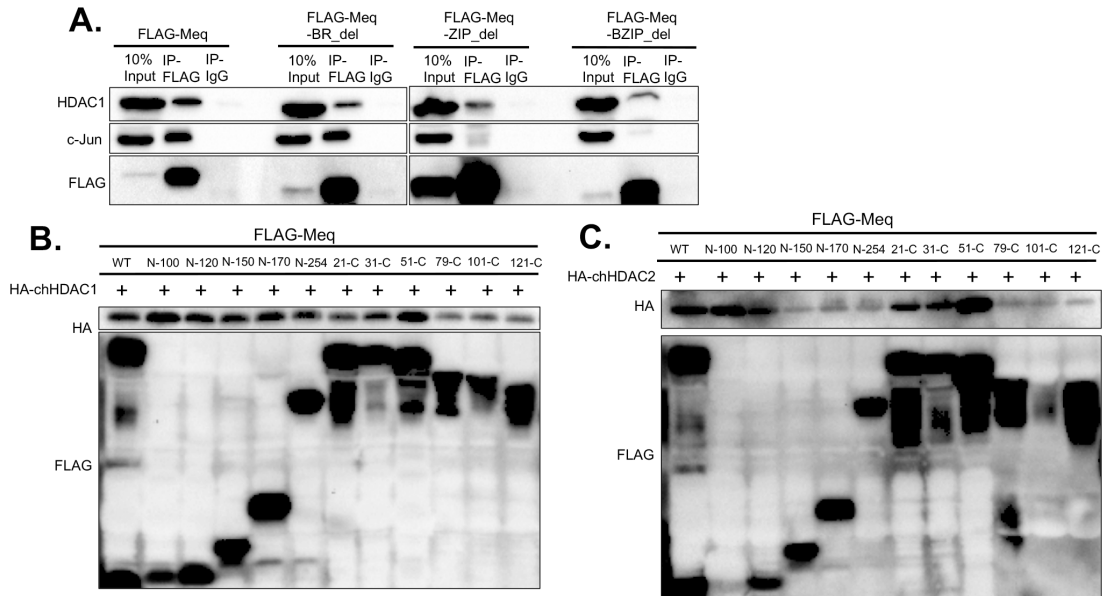 A.
FLAG-Meq
FLAG-Meq
-BR_del
FLAG-Meq
-ZIP_del
FLAG-Meq
-BZIP_del
10%
Input
IP-
FLAG
IP-
IgG
10%
Input
IP-
FLAG
IP-
IgG
10%
Input
IP-
FLAG
IP-
IgG
10%
Input
IP-
FLAG
IP-
IgG
HDAC1
c-Jun
FLAG
B.
FLAG-Meq
WT N-100 N-120 N-150 N-170 N-254 21-C 31-C 51-C 79-C 101-C 121-C
HA-chHDAC1 + + + + + + + + + + + +
HA
FLAG
C.
FLAG-Meq
WT N-100 N-120 N-150 N-170 N-254 21-C 31-C 51-C 79-C 101-C 121-C
HA-chHDAC2 + + + + + + + + + + + +
HA
FLAG